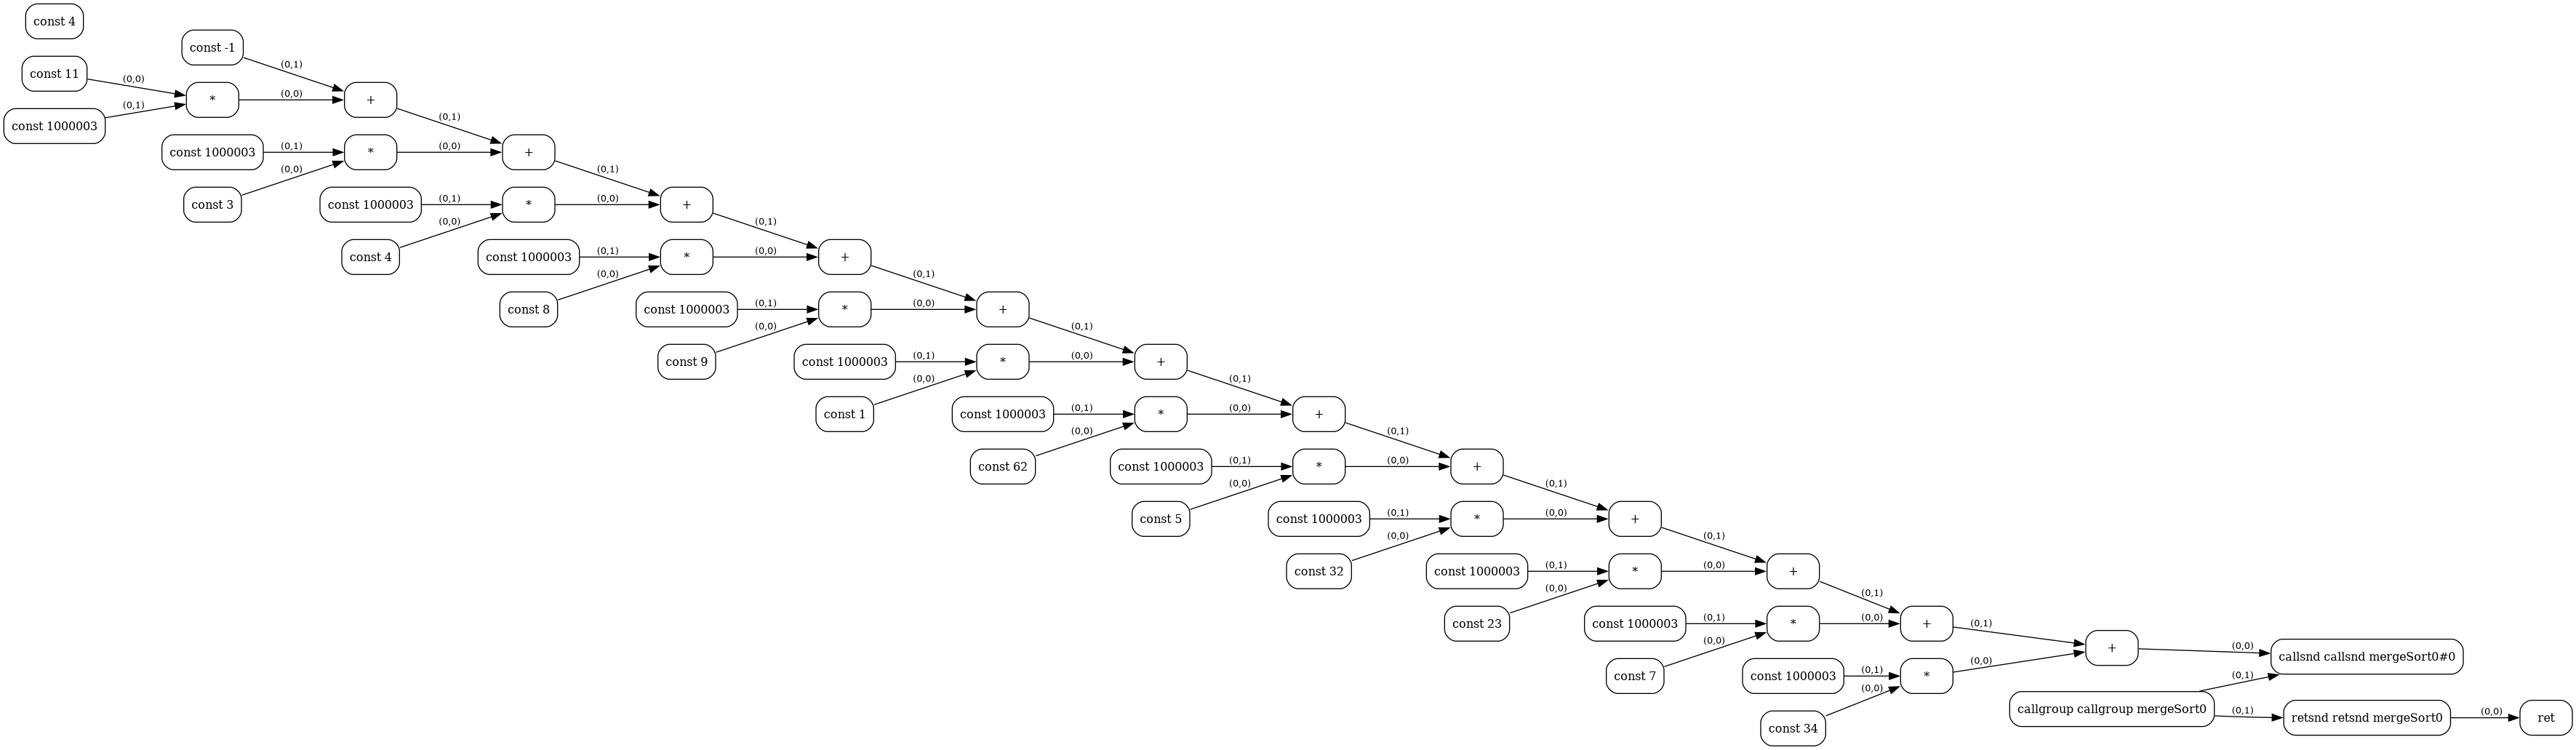 const 4
const -1
(0,1)
const 11
(0,0)
*
(0,0)
+
(0,1)
const 1000003
(0,1)
const 1000003
(0,1)
*
(0,0)
+
(0,1)
const 3
(0,0)
const 1000003
(0,1)
*
(0,0)
+
(0,1)
const 4
(0,0)
const 1000003
(0,1)
*
(0,0)
+
(0,1)
const 8
(0,0)
const 1000003
(0,1)
*
(0,0)
+
(0,1)
const 9
(0,0)
const 1000003
(0,1)
*
(0,0)
+
(0,1)
const 1
(0,0)
const 1000003
(0,1)
*
(0,0)
+
(0,1)
const 62
(0,0)
const 1000003
(0,1)
*
(0,0)
+
(0,1)
const 5
(0,0)
const 1000003
(0,1)
*
(0,0)
+
(0,1)
const 32
(0,0)
const 1000003
(0,1)
*
(0,0)
+
(0,1)
const 23
(0,0)
const 1000003
(0,1)
*
(0,0)
+
(0,1)
const 7
(0,0)
const 1000003
(0,1)
*
(0,0)
+
(0,0)
callsnd callsnd mergeSort0#0
const 34
(0,0)
callgroup callgroup mergeSort0
(0,1)
(0,1)
retsnd retsnd mergeSort0
(0,0)
ret